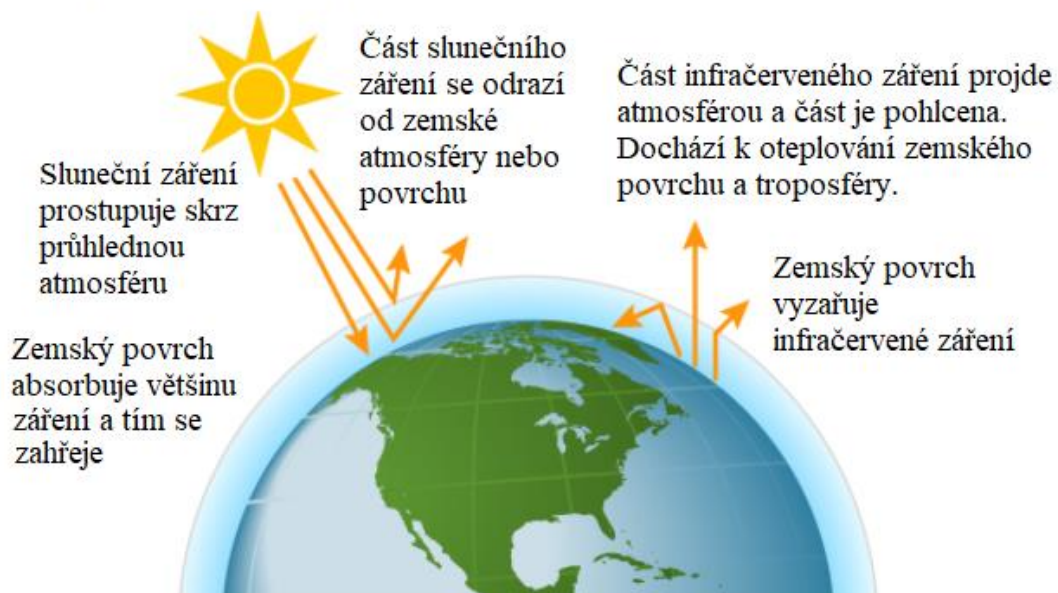 Sluneční záření
prostupuje skrz
průhlednou
atmosféru
Část slunečního
záření se odrazí
od zemské
atmosféry nebo
povrchu
Část infračerveného záření projde
atmosférou a část je pohlcena.
Dochází k oteplování zemského
povrchu a troposféry.
Zemský povrch
vyzařuje
infračervené záření
Zemský povrch
absorbuje většinu
záření a tím se
zahřeje